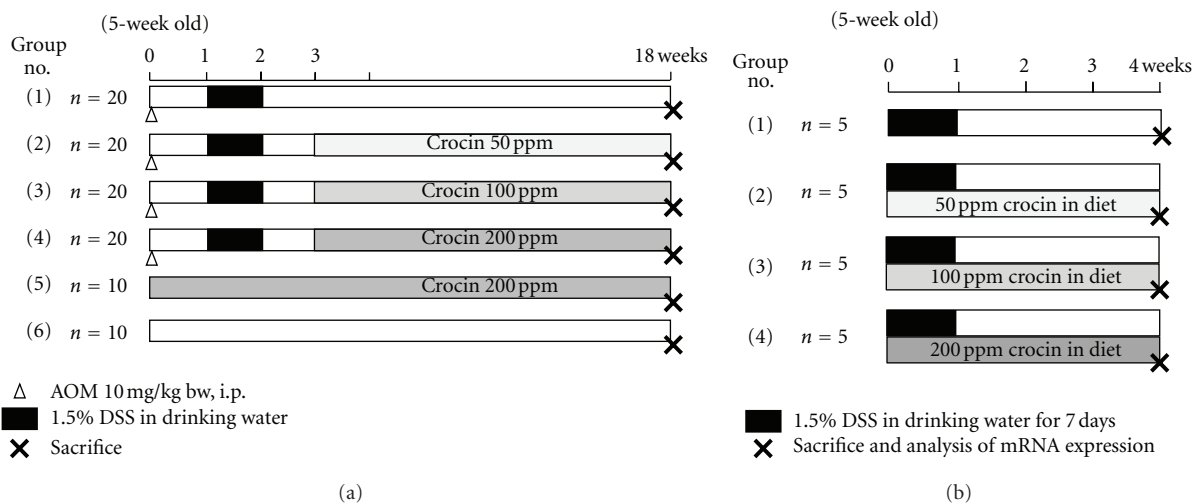 (5-week old)
Group no.
0 1 2 3 18 weeks
(1) n = 20
(2) n = 20 Crocin 50 ppm
(3) n = 20 Crocin 100 ppm
(4) n = 20 Crocin 200 ppm
(5) n = 10 Crocin 200 ppm
(6) n = 10
AOM 10 mg/kg bw, i.p.
1.5% DSS in drinking water
Sacrifice
(a)
(5-week old)
Group no.
0 1 2 3 4 weeks
(1) n = 5
(2) n = 5 50 ppm crocin in diet
(3) n = 5 100 ppm crocin in diet
(4) n = 5 200 ppm crocin in diet
1.5% DSS in drinking water for 7 days
Sacrifice and analysis of mRNA expression
(b)